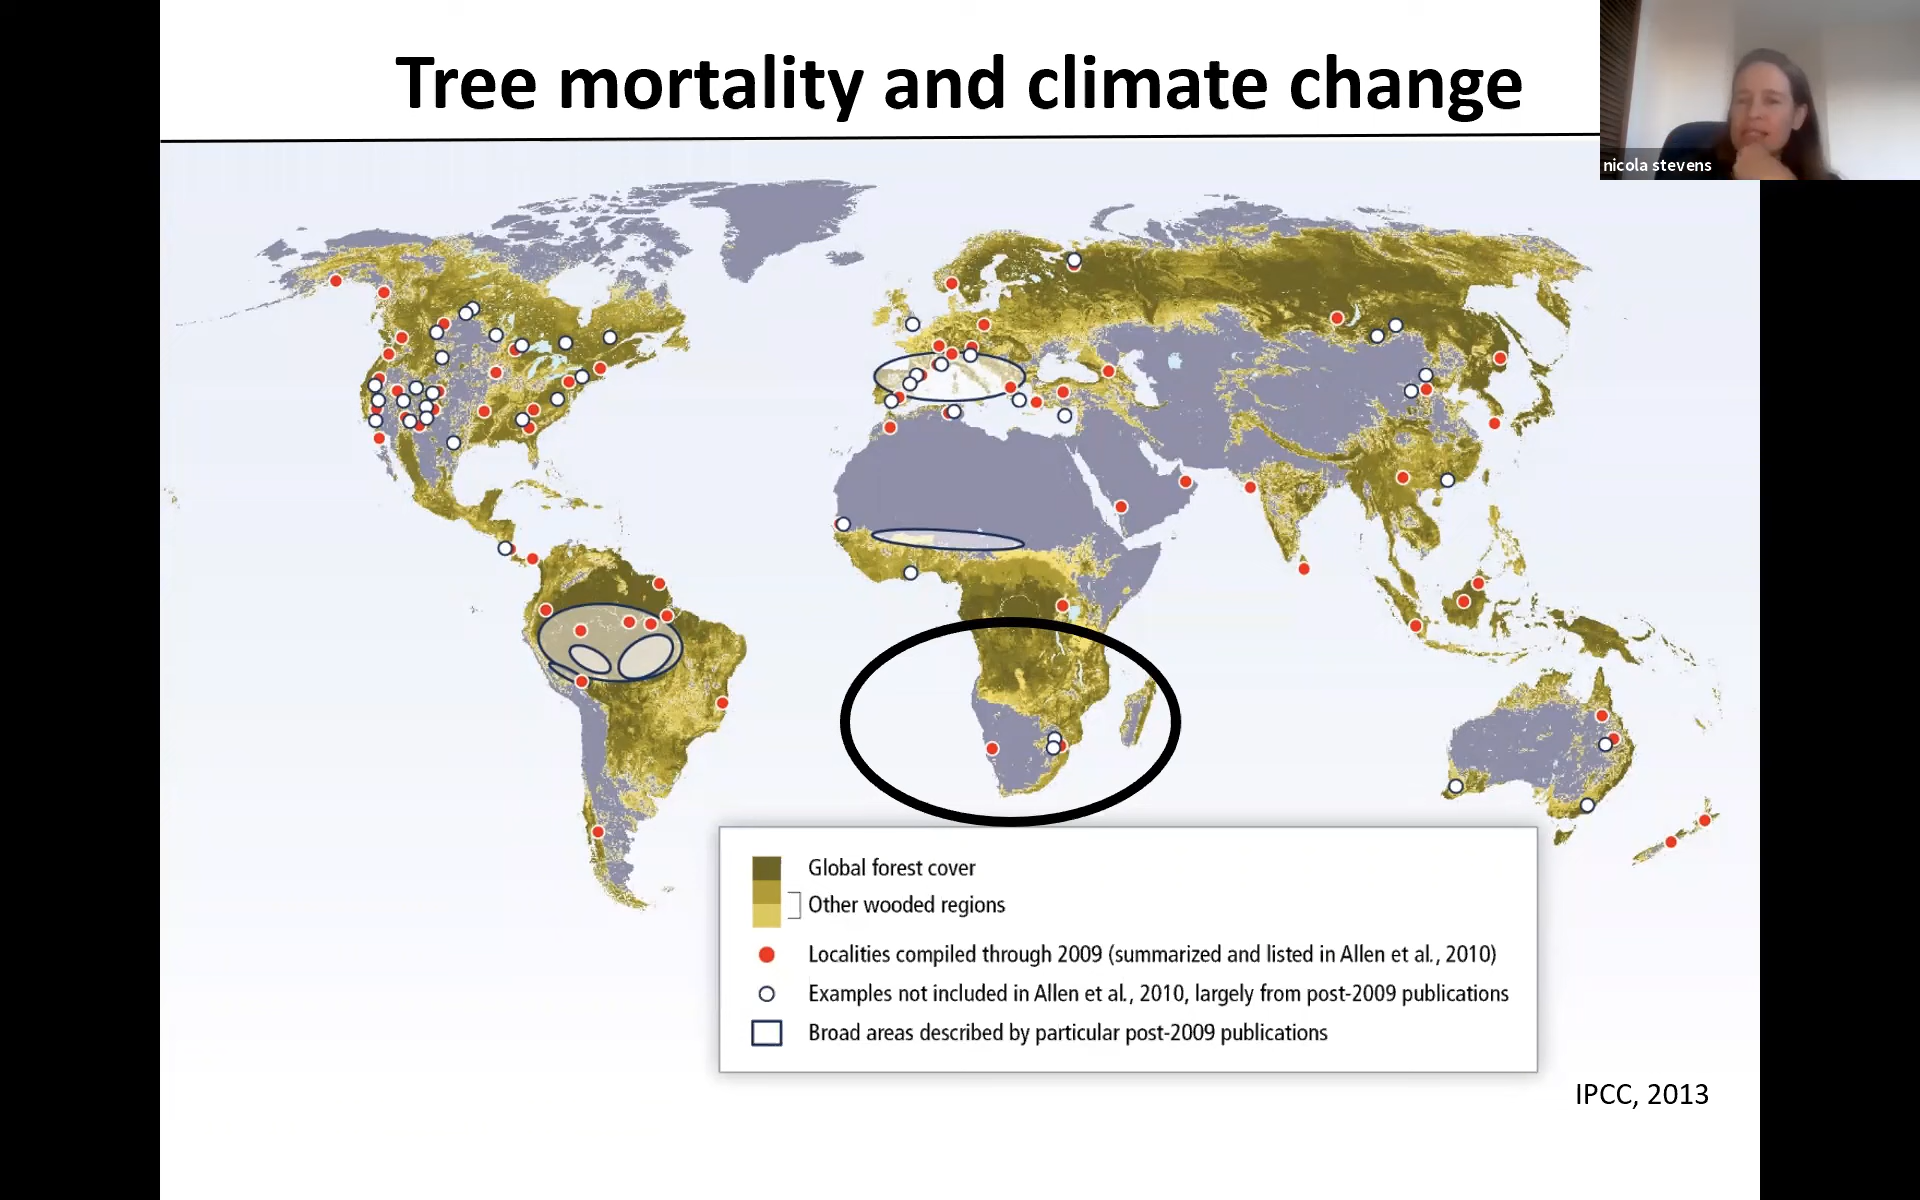 Tree mortality and climate change
nicola stevens
Global forest cover
Other wooded regions
Localities compiled through 2009 (summarized and listed in Allen et al., 2010)
Examples not included in Allen et al., 2010, largely from post-2009 publications
Broad areas described by particular post-2009 publications
IPCC, 2013